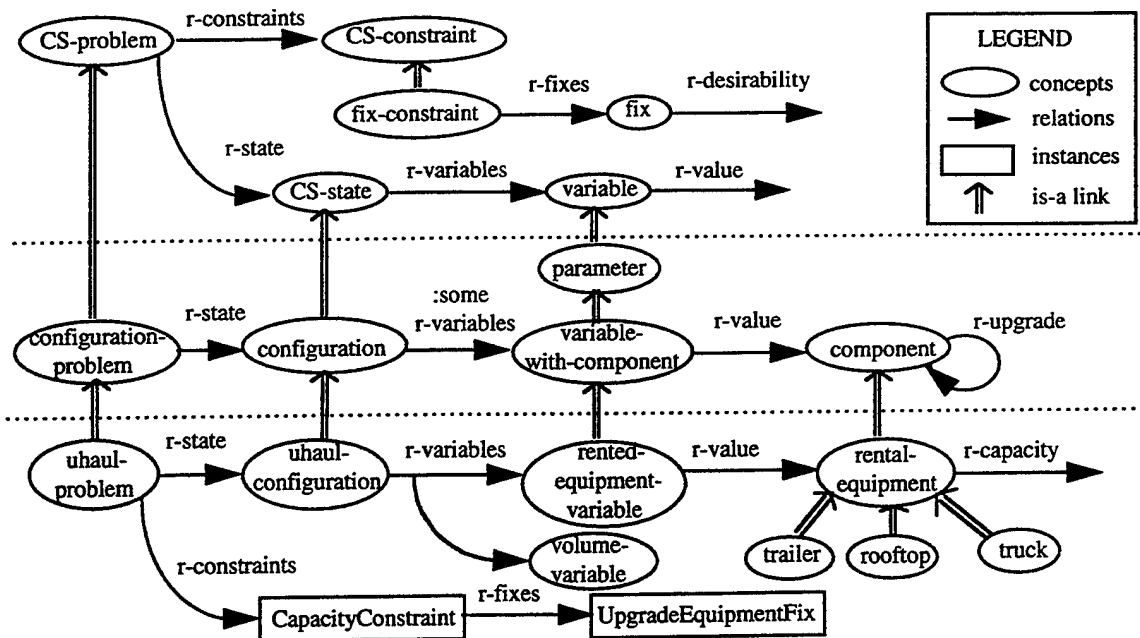 r-constraints
CS-problem
CS-constraint
LEGEND
r-fixes
r-desirability
concepts
fix-constraint
fix
relations
r-state
instances
r-variables
r-value
CS-state
variable
is-a link
parameter
:some
r-state
r-variables
r-value
r-upgrade
configuration-
problem
configuration
variable-
with-component
component
r-state
r-variables
r-value
r-capacity
uhaul-
problem
uhaul-
configuration
rented-
equipment-
variable
rental-
equipment
volume-
variable
trailer
rooftop
truck
r-constraints
r-fixes
CapacityConstraint
UpgradeEquipmentFix